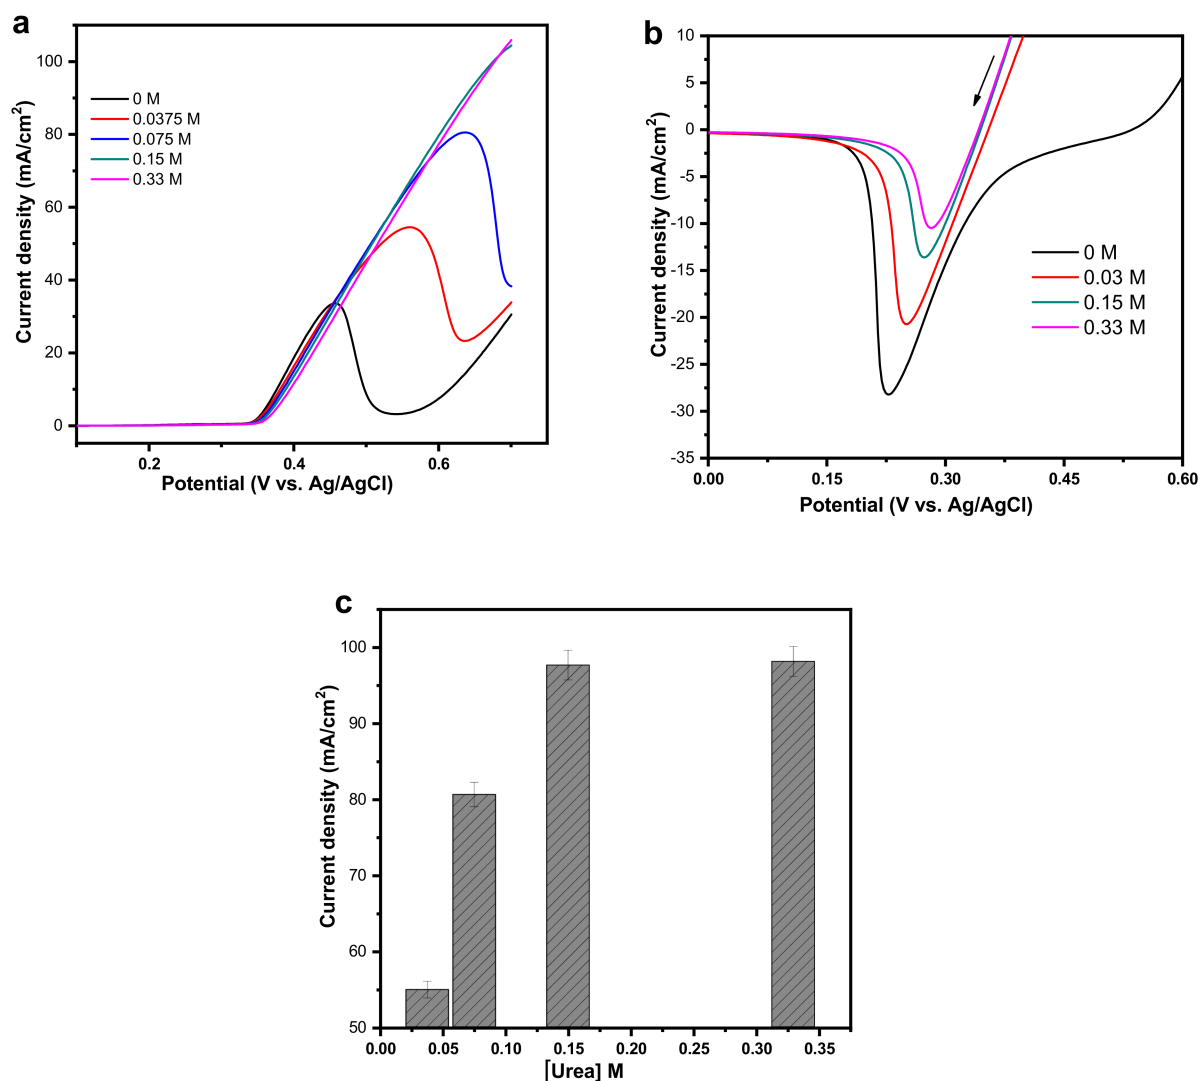 a
Current density (mA/cm²)
100
80
60
40
20
0
0 M
0.0375 M
0.075 M
0.15 M
0.33 M
0.2
0.4
0.6
Potential (V vs. Ag/AgCl)
b
Current density (mA/cm²)
10
5
0
-5
-10
-15
-20
-25
-30
-35
0 M
0.03 M
0.15 M
0.33 M
0.00
0.15
0.30
0.45
0.60
Potential (V vs. Ag/AgCl)
c
Current density (mA/cm²)
100
90
80
70
60
50
0.00
0.05
0.10
0.15
0.20
0.25
0.30
0.35
[Urea] M